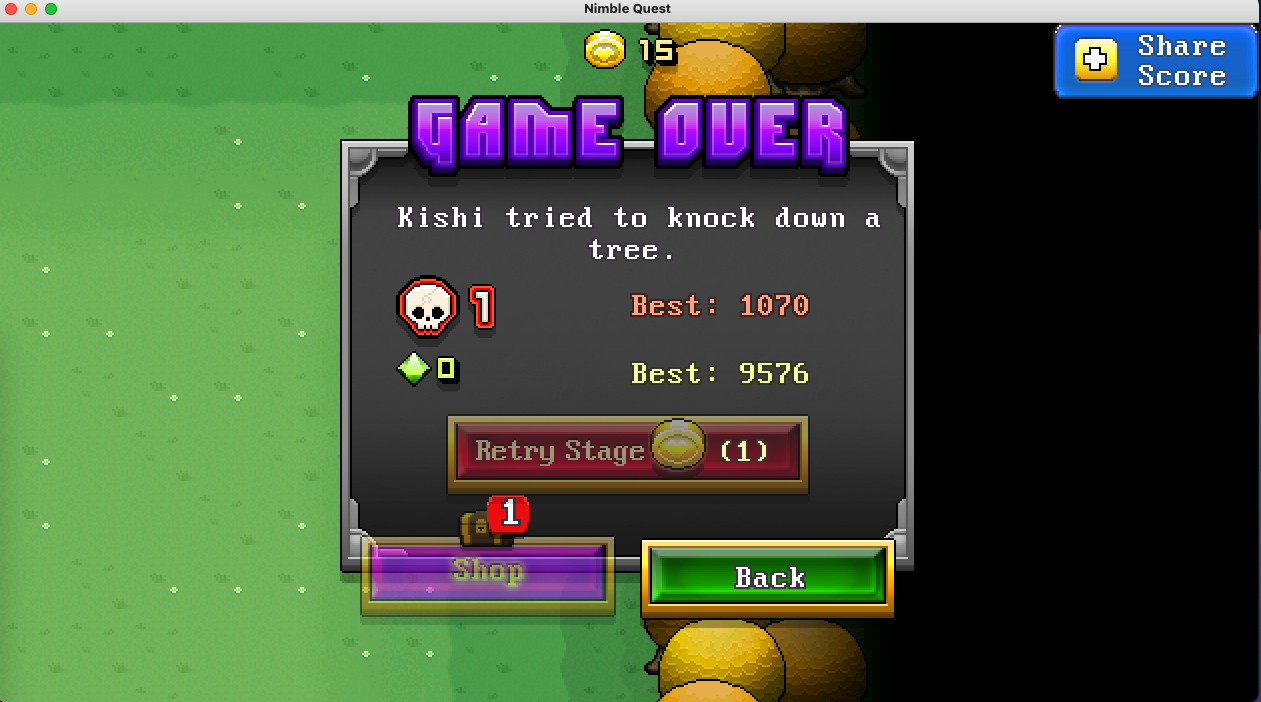 Nimble Quest
15
Share
Score
GAME OVER
Kishi tried to knock down a
tree.
1
Best: 1070
0
Best: 9576
Retry Stage (1)
1
Shop
Back